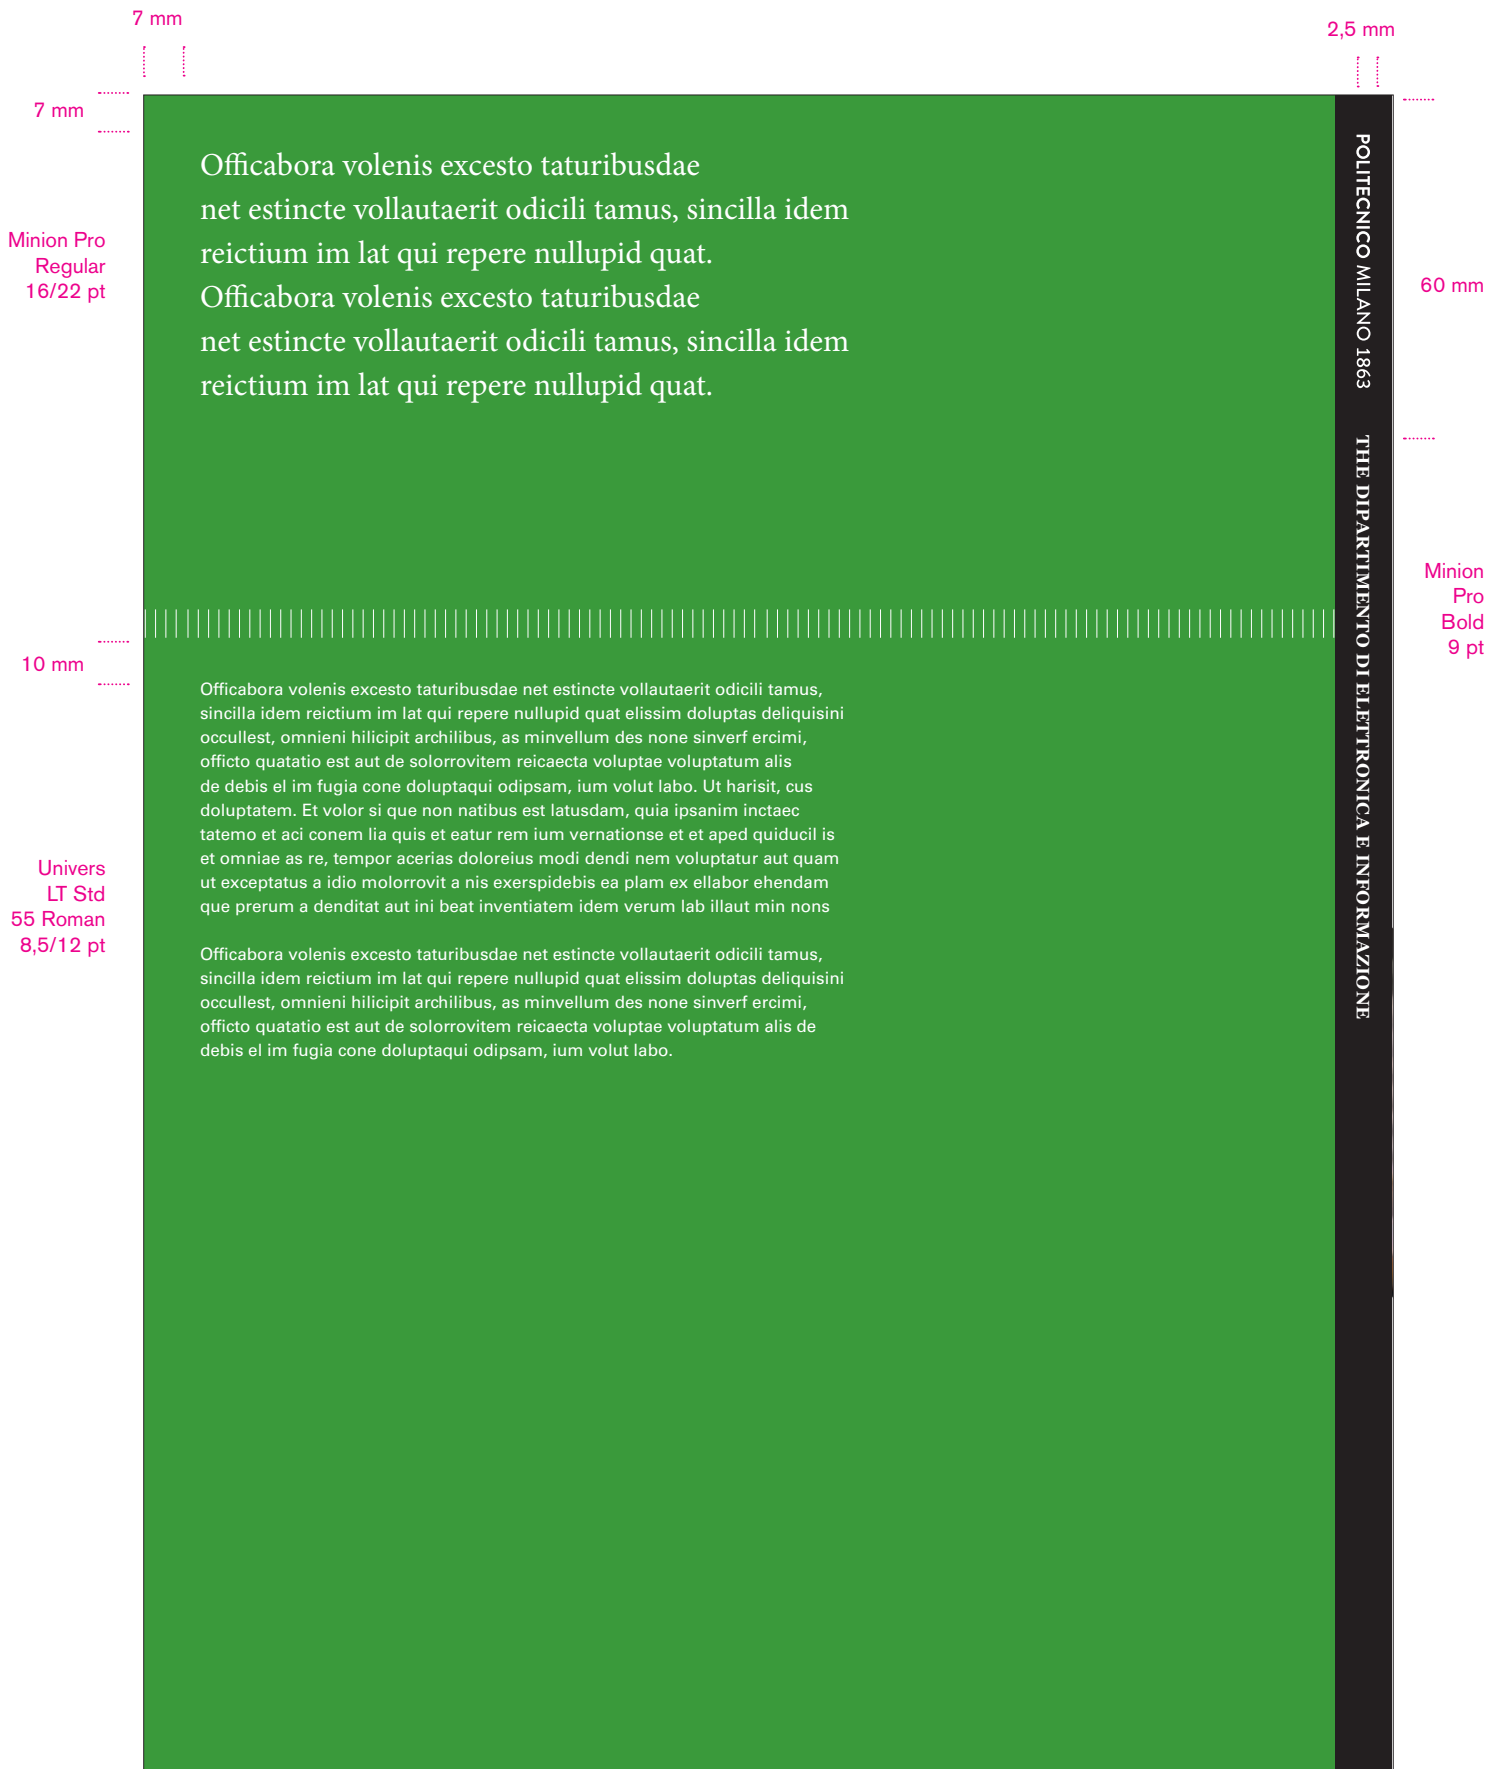 7 mm
2,5 mm
7 mm
Officabora volenis excesto taturibusdae
net estincte vollautaerit odicili tamus, sincilla idem
reictium im lat qui repere nullupid quat.
Officabora volenis excesto taturibusdae
net estincte vollautaerit odicili tamus, sincilla idem
reictium im lat qui repere nullupid quat.
Minion Pro
Regular
16/22 pt
POLITECNICO MILANO 1863
60 mm
THE DIPARTIMENTO DI ELETTRONICA E INFORMAZIONE
Minion
Pro
Bold
9 pt
10 mm
Officabora volenis excesto taturibusdae net estincte vollautaerit odicili tamus,
sincilla idem reictium im lat qui repere nullupid quat elissim doluptas deliquisini
occullest, omnieni hilicipit archilibus, as minvellum des none sinverf ercimi,
officto quatatio est aut de solorrovitem reicaecta voluptae voluptatum alis
de debis el im fugia cone doluptaqui odipsam, ium volut labo. Ut harisit, cus
doluptatem. Et volor si que non natibus est latusdam, quia ipsanim inctaec
tatemo et aci conem lia quis et eatur rem ium vernationse et et aped quiducil is
et omniae as re, tempor acerias doloreius modi dendi nem voluptatur aut quam
ut exceptatus a idio molorrovit a nis exerspidebis ea plam ex ellabor ehendam
que prerum a denditat aut ini beat inventiatem idem verum lab illaut min nons
Univers
LT Std
55 Roman
8,5/12 pt
Officabora volenis excesto taturibusdae net estincte vollautaerit odicili tamus,
sincilla idem reictium im lat qui repere nullupid quat elissim doluptas deliquisini
occullest, omnieni hilicipit archilibus, as minvellum des none sinverf ercimi,
officto quatatio est aut de solorrovitem reicaecta voluptae voluptatum alis de
debis el im fugia cone doluptaqui odipsam, ium volut labo.